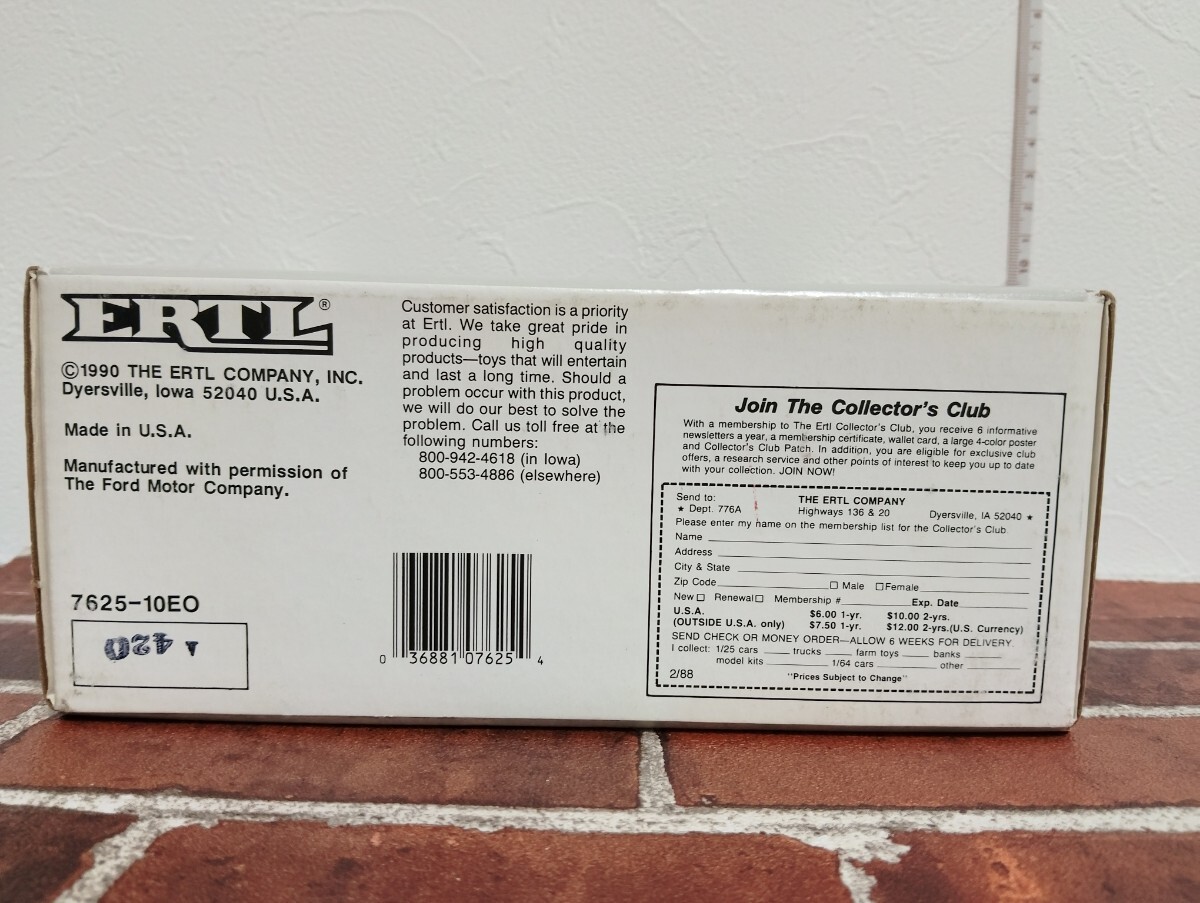 ERTL®
©1990 THE ERTL COMPANY, INC.
Dyersville, Iowa 52040 U.S.A.
Made in U.S.A.
Manufactured with permission of
The Ford Motor Company.
7625-10EO
A 420
Customer satisfaction is a priority
at Ertl. We take great pride in
producing high quality
products—toys that will entertain
and last a long time. Should a
problem occur with this product,
we will do our best to solve the
problem. Call us toll free at the
following numbers:
800-942-4618 (in Iowa)
800-553-4886 (elsewhere)
0 36881 07625 4
Join The Collector's Club
With a membership to The Ertl Collector's Club, you receive 6 informative
newsletters a year, a membership certificate, wallet card, a large 4-color poster
and Collector's Club Patch. In addition, you are eligible for exclusive club
offers, a research service and other points of interest to keep you up to date
with your collection. JOIN NOW!
Send to: THE ERTL COMPANY
★ Dept. 776A Highways 136 & 20 Dyersville, IA 52040 ★
Please enter my name on the membership list for the Collector's Club.
Name
Address
City & State
Zip Code □ Male □ Female
New □ Renewal □ Membership # Exp. Date
U.S.A. $6.00 1-yr. $10.00 2-yrs.
(OUTSIDE U.S.A. only) $7.50 1-yr. $12.00 2-yrs.(U.S. Currency)
SEND CHECK OR MONEY ORDER—ALLOW 6 WEEKS FOR DELIVERY.
I collect: 1/25 cars trucks farm toys banks
model kits 1/64 cars other
2/88 "Prices Subject to Change"